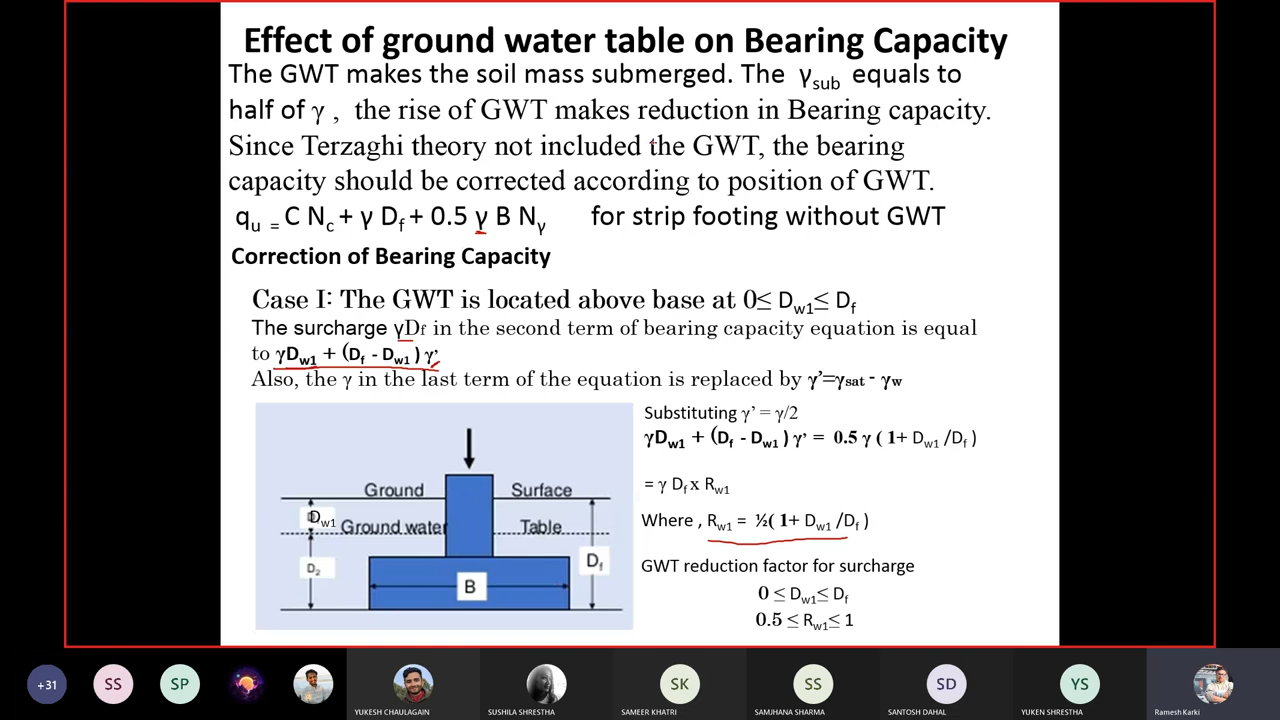 Effect of ground water table on Bearing Capacity
The GWT makes the soil mass submerged. The γsub equals to
half of γ , the rise of GWT makes reduction in Bearing capacity.
Since Terzaghi theory not included the GWT, the bearing
capacity should be corrected according to position of GWT.
qu = C Nc + γ Df + 0.5 γ B Nγ for strip footing without GWT
Correction of Bearing Capacity
Case I: The GWT is located above base at 0≤ Dw1≤ Df
The surcharge γDf in the second term of bearing capacity equation is equal
to γDw1 + (Df - Dw1 ) γ’
Also, the γ in the last term of the equation is replaced by γ’=γsat - γw
Substituting γ’ = γ/2
γDw1 + (Df - Dw1 ) γ’ = 0.5 γ ( 1+ Dw1 /Df )
= γ Df x Rw1
Where , Rw1 = ½( 1+ Dw1 /Df )
GWT reduction factor for surcharge
0 ≤ Dw1≤ Df
0.5 ≤ Rw1≤ 1
Ground Surface
Dw1 Ground water Table
D2
Df
B
+31
SS
SP
YUKESH CHAULAGAIN
SUSHILA SHRESTHA
SK
SAMEER KHATRI
SS
SAMJHANA SHARMA
SD
SANTOSH DAHAL
YS
YUKEN SHRESTHA
Ramesh Karki